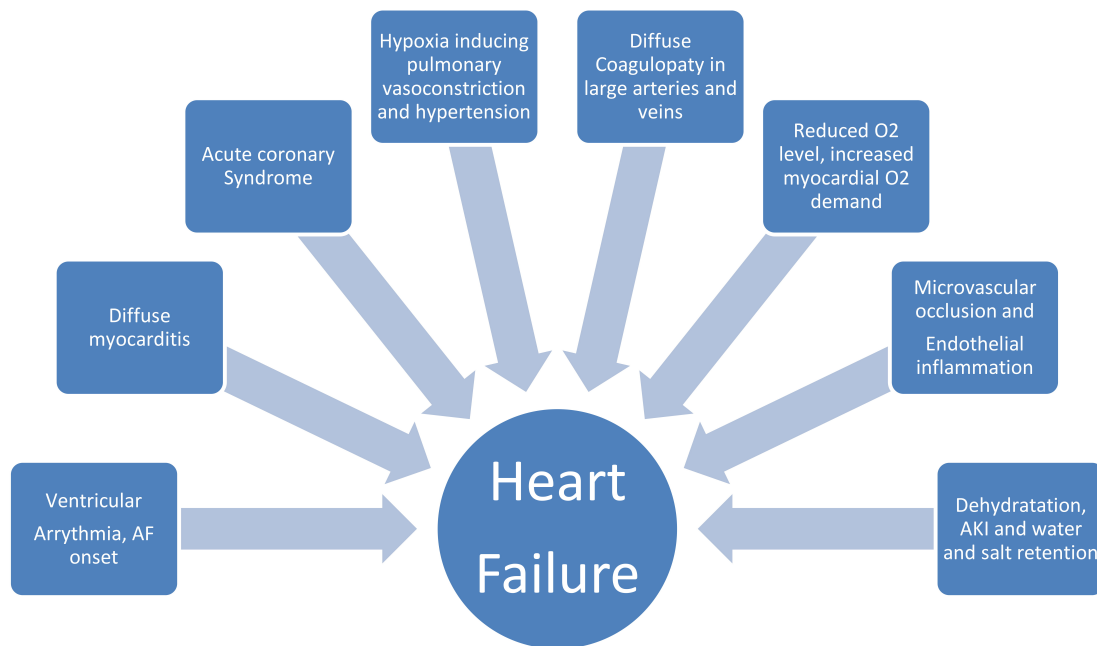 Hypoxia inducing
pulmonary
vasoconstriction
and hypertension
Diffuse
Coagulopaty in
large arteries and
veins
Acute coronary
Syndrome
Reduced O2
level, increased
myocardial O2
demand
Diffuse
myocarditis
Microvascular
occlusion and
Endothelial
inflammation
Ventricular
Arrythmia, AF
onset
Heart
Failure
Dehydratation,
AKI and water
and salt retention